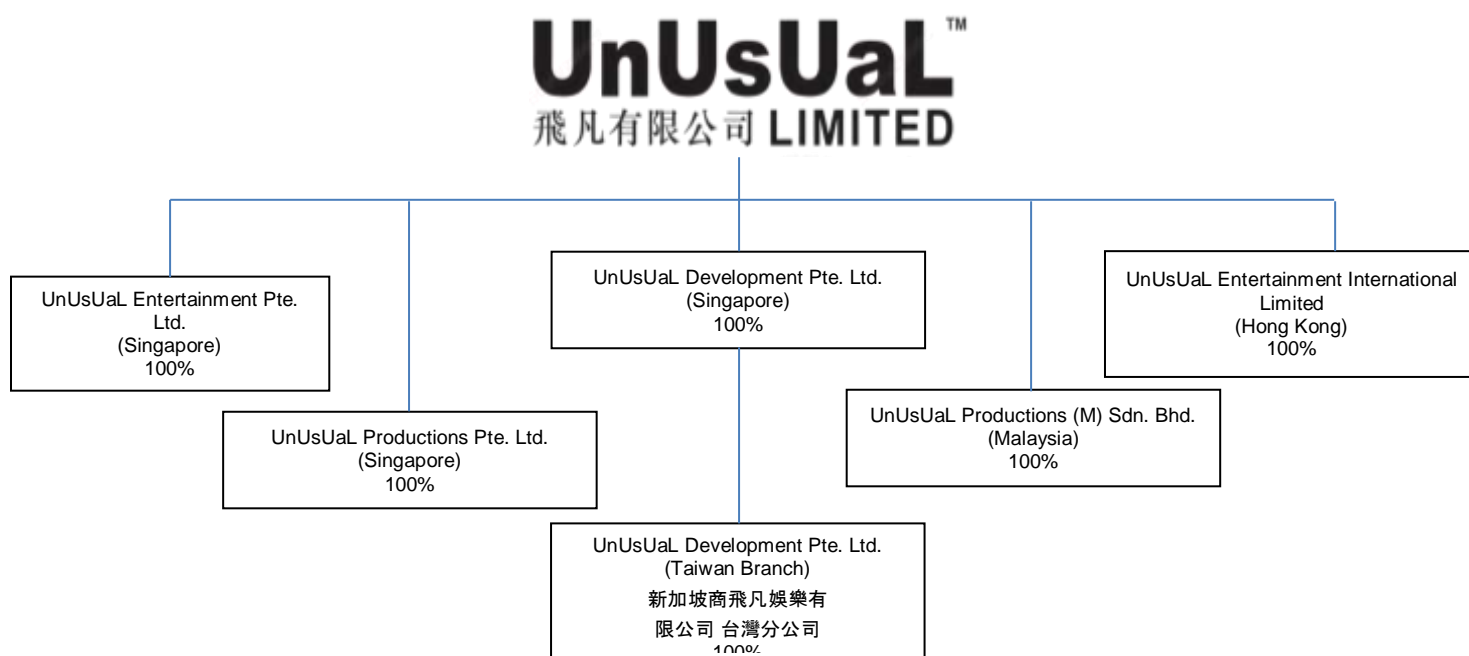 UnUsUaL™
飛凡有限公司 LIMITED
UnUsUaL Entertainment Pte.
Ltd.
(Singapore)
100%
UnUsUaL Productions Pte. Ltd.
(Singapore)
100%
UnUsUaL Development Pte. Ltd.
(Singapore)
100%
UnUsUaL Development Pte. Ltd.
(Taiwan Branch)
新加坡商飛凡娛樂有
限公司 台灣分公司
100%
UnUsUaL Productions (M) Sdn. Bhd.
(Malaysia)
100%
UnUsUaL Entertainment International
Limited
(Hong Kong)
100%